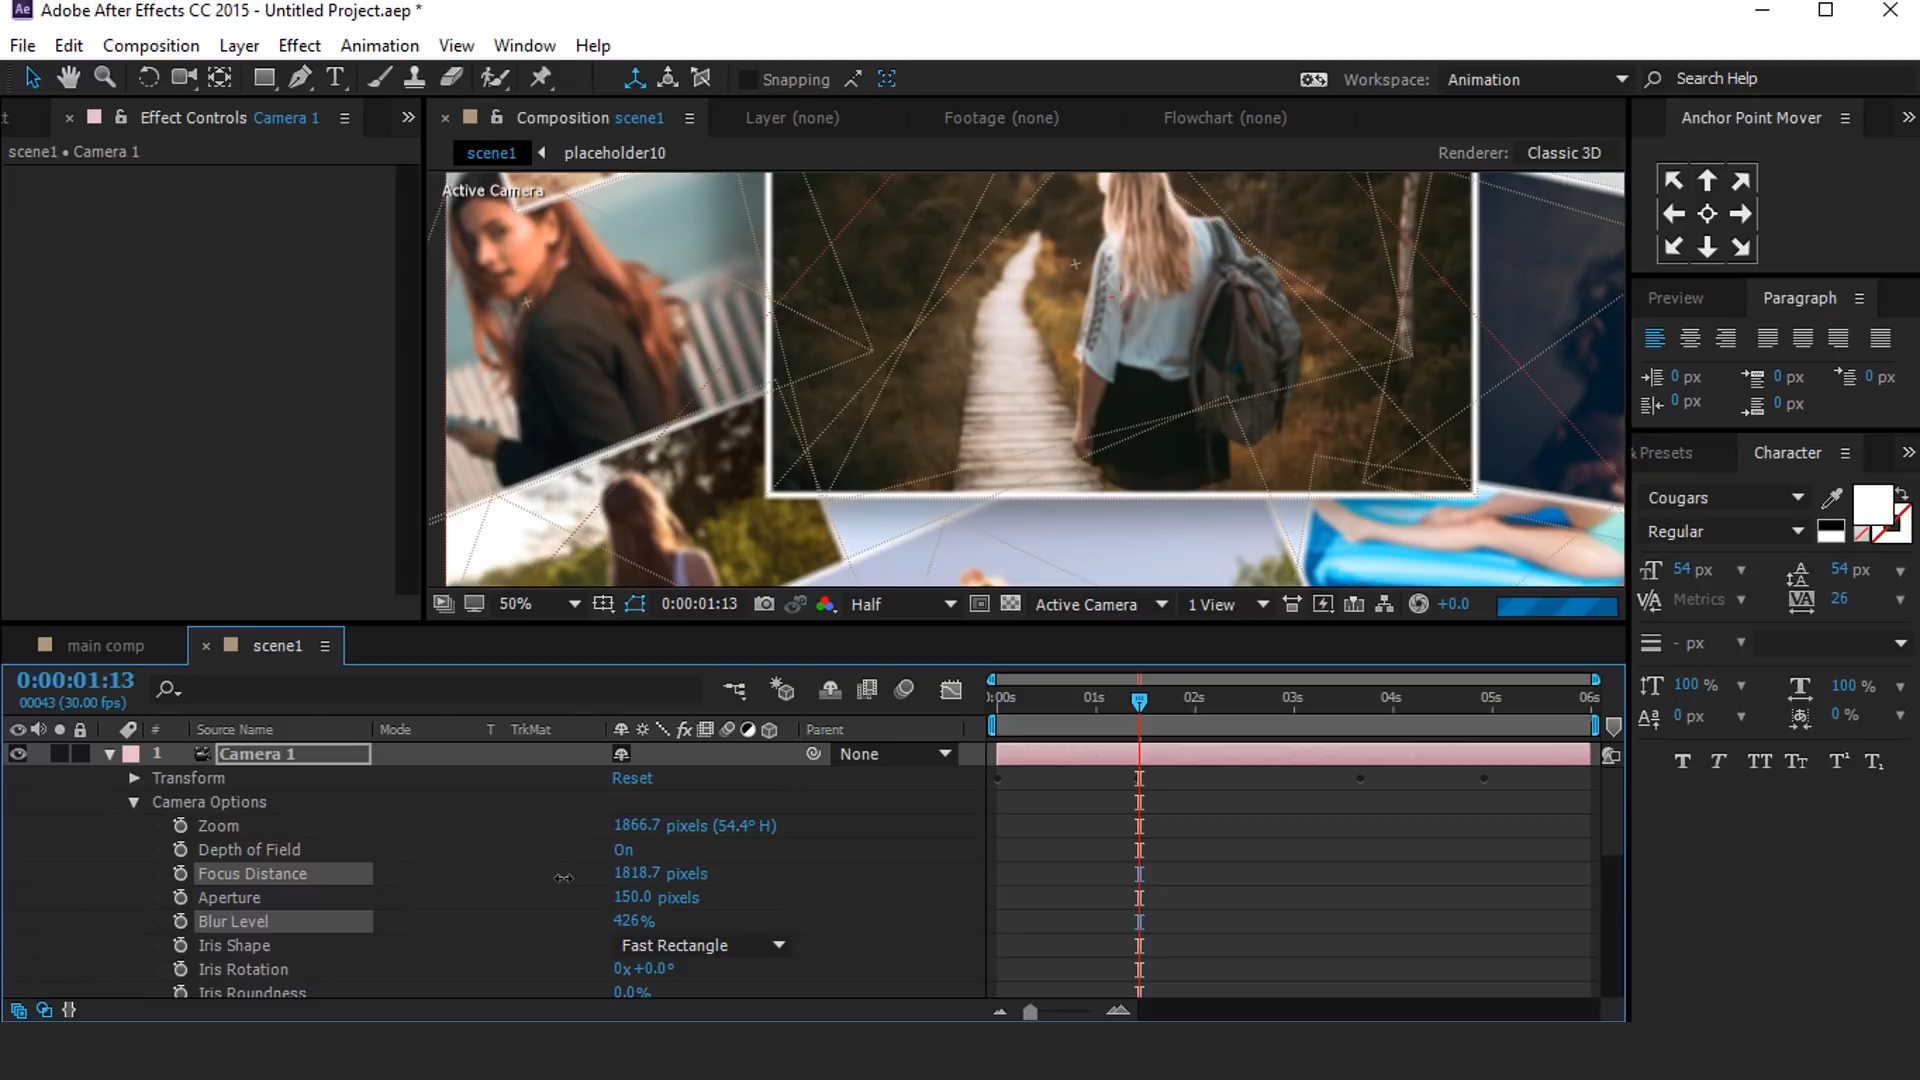 Ae Adobe After Effects CC 2015 - Untitled Project.aep *
File Edit Composition Layer Effect Animation View Window Help
T Snapping Workspace: Animation Search Help
Effect Controls Camera 1
Composition scene1 Layer (none) Footage (none) Flowchart (none)
Anchor Point Mover
scene1 • Camera 1
scene1 placeholder10 Renderer: Classic 3D
Active Camera
Preview Paragraph
0 px 0 px 0 px
0 px 0 px
Presets Character
Cougars
Regular
54 px 54 px
Metrics 26
- px
100 % 100 %
0 px 0 %
T T TT Tт T¹ T₁
50% 0:00:01:13 Half Active Camera 1 View +0.0
main comp scene1
0:00:01:13
00043 (30.00 fps)
0:00s 01s 02s 03s 04s 05s 06s
# Source Name Mode T TrkMat fx Parent
1 Camera 1 None
Transform Reset
Camera Options
Zoom 1866.7 pixels (54.4° H)
Depth of Field On
Focus Distance 1818.7 pixels
Aperture 150.0 pixels
Blur Level 426%
Iris Shape Fast Rectangle
Iris Rotation 0x+0.0°
Iris Roundness 0.0%